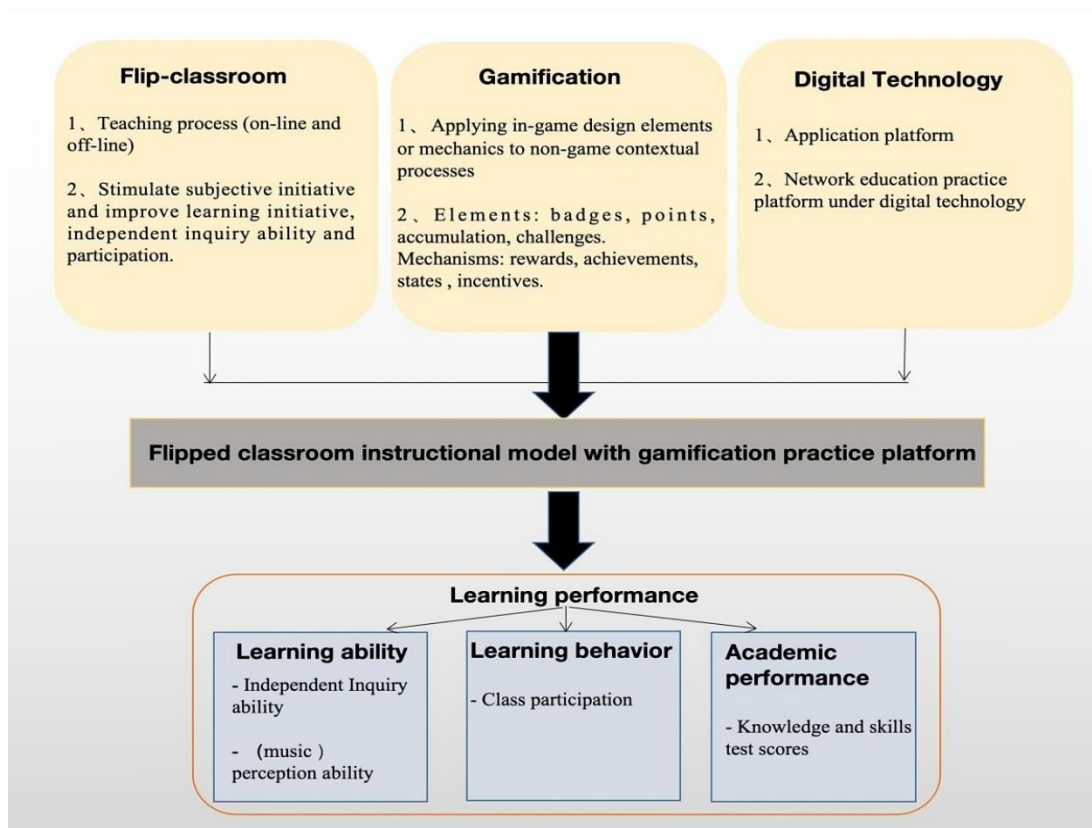 Flip-classroom
1、Teaching process (on-line and
off-line)
2、Stimulate subjective initiative
and improve learning initiative,
independent inquiry ability and
participation.
Gamification
1、 Applying in-game design elements
or mechanics to non-game contextual
processes
2、Elements: badges, points,
accumulation, challenges.
Mechanisms: rewards, achievements,
states , incentives.
Digital Technology
1、Application platform
2、Network education practice
platform under digital technology
Flipped classroom instructional model with gamification practice platform
Learning performance
Learning ability
- Independent Inquiry
ability
- (music )
perception ability
Learning behavior
- Class participation
Academic
performance
- Knowledge and skills
test scores